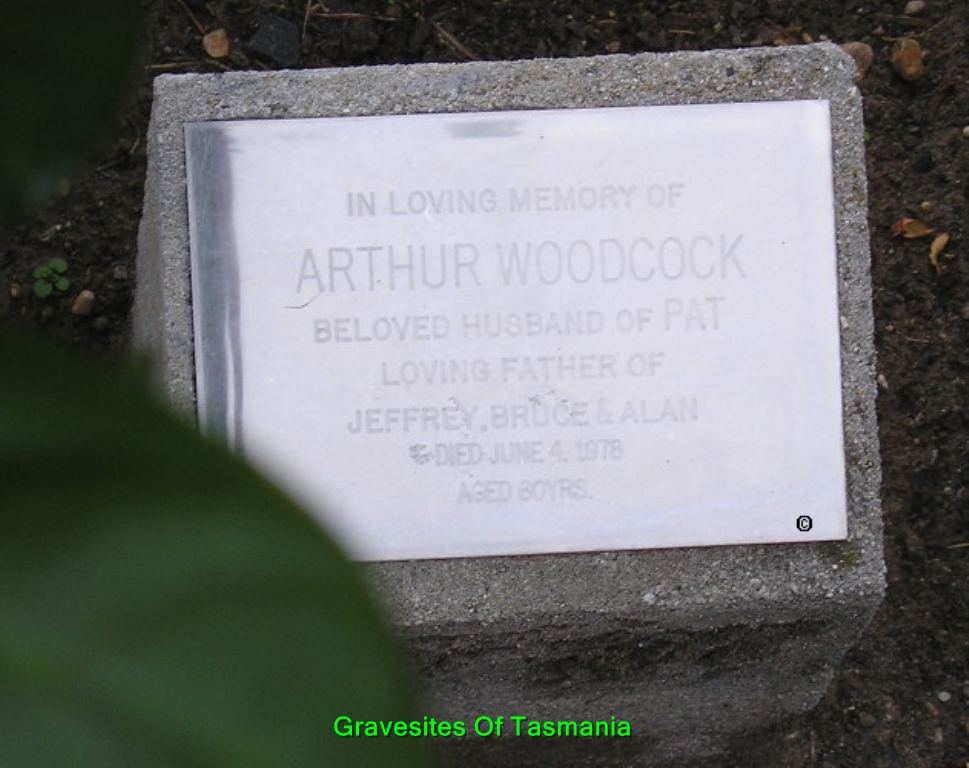 IN LOVING MEMORY OF
ARTHUR WOODCOCK
BELOVED HUSBAND OF PAT
LOVING FATHER OF
JEFFREY, BRUCE & ALAN
DIED JUNE 4. 1978
AGED 60YRS.
©
Gravesites Of Tasmania